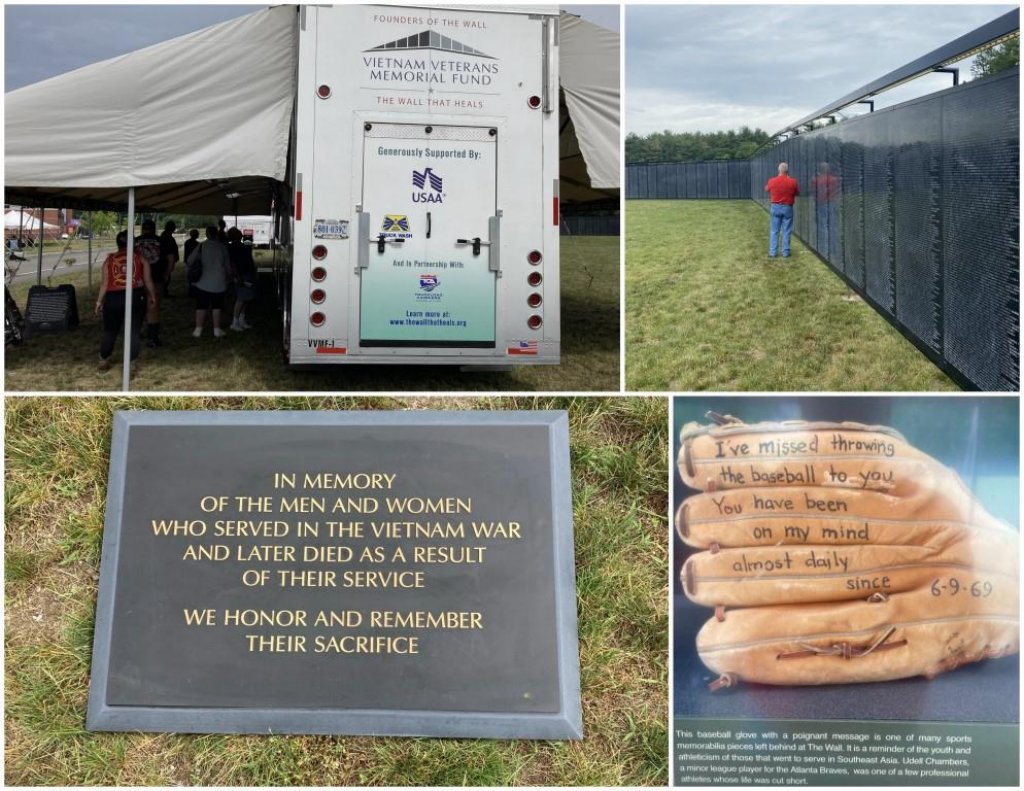 FOUNDERS OF THE WALL
VIETNAM VETERANS
MEMORIAL FUND
THE WALL THAT HEALS
Generously Supported By:
USAA
TRUCK WASH
And in Partnership With:
Learn more at:
www.thewallthatheals.org
VVMF-1
IN MEMORY
OF THE MEN AND WOMEN
WHO SERVED IN THE VIETNAM WAR
AND LATER DIED AS A RESULT
OF THEIR SERVICE
WE HONOR AND REMEMBER
THEIR SACRIFICE
I've missed throwing
the baseball to you
You have been
on my mind
almost daily
since 6-9-69
This baseball glove with a poignant message is one of many sports
memorabilia pieces left behind at The Wall. It is a reminder of the youth and
athleticism of those that went to serve in Southeast Asia. Udell Chambers,
a minor league player for the Atlanta Braves, was one of a few professional
athletes whose life was cut short.